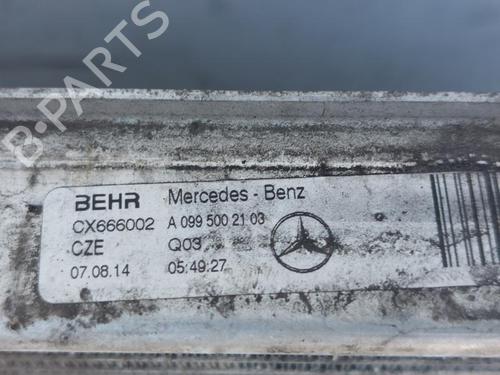 B-PARTS
BEHR Mercedes - Benz
CX666002 A 099 500 21 03
CZE Q03
07.08.14 05:49:27